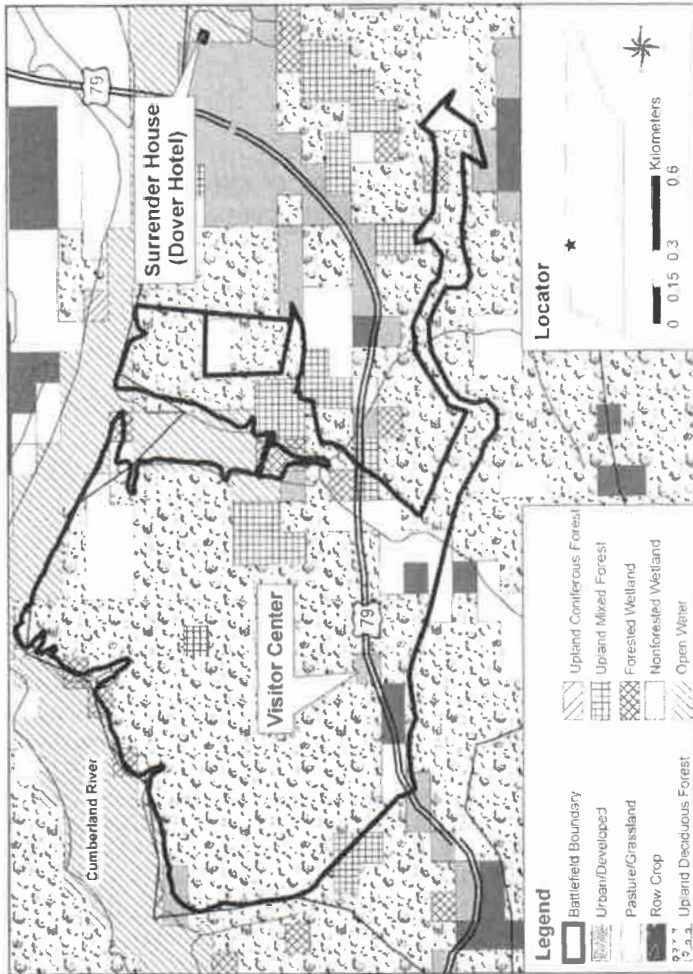 79
Surrender House
(Dover Hotel)
Cumberland River
Visitor Center
79
Legend
Battlefield Boundary
Urban/Developed
Pasture/Grassland
Row Crop
Upland Deciduous Forest
Upland Coniferous Forest
Upland Mixed Forest
Forested Wetland
Nonforested Wetland
Open Water
Locator
0 0.15 0.3 0.6
Kilometers